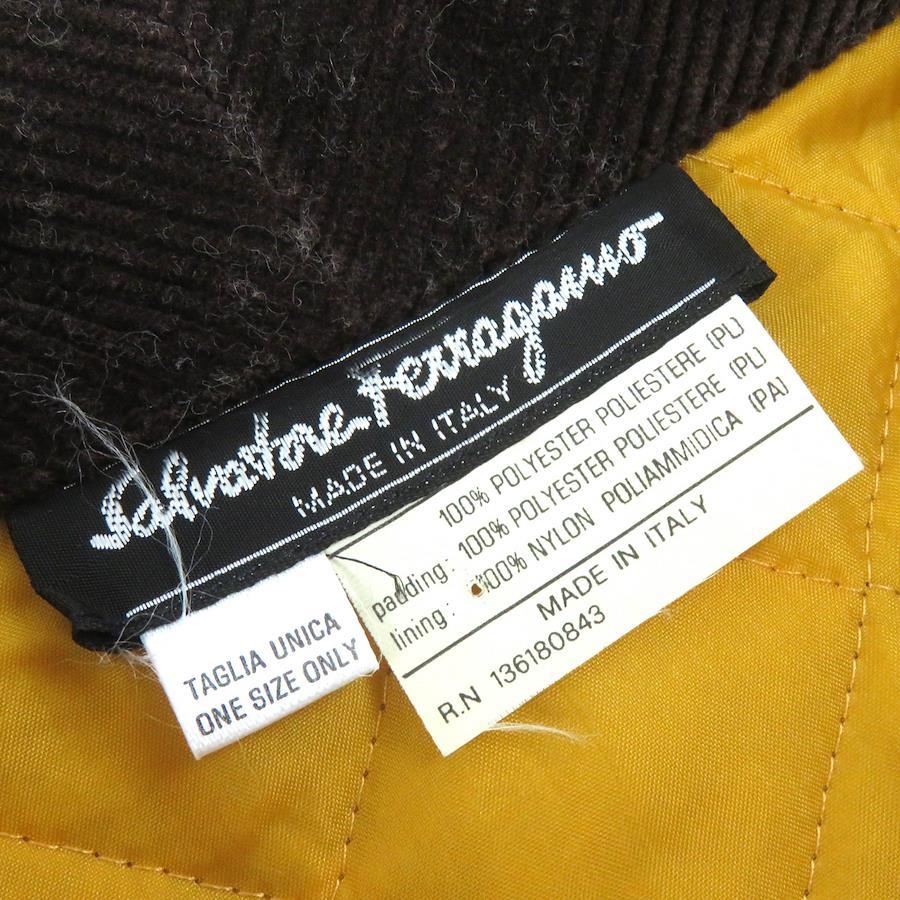 Salvatore Ferragamo
MADE IN ITALY
100% POLYESTER POLIESTERE (PL)
padding: 100% POLYESTER POLIESTERE (PL)
lining: 100% NYLON POLIAMMIDICA (PA)
MADE IN ITALY
R.N 136180843
TAGLIA UNICA
ONE SIZE ONLY